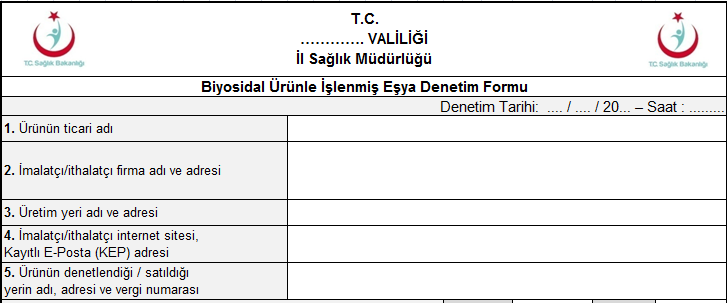 T.C.
............. VALİLİĞİ
İl Sağlık Müdürlüğü
T.C. Sağlık Bakanlığı
T.C. Sağlık Bakanlığı
Biyosidal Ürünle İşlenmiş Eşya Denetim Formu
Denetim Tarihi: .... / .... / 20... – Saat : .........
1. Ürünün ticari adı
2. İmalatçı/ithalatçı firma adı ve adresi
3. Üretim yeri adı ve adresi
4. İmalatçı/ithalatçı internet sitesi,
Kayıtlı E-Posta (KEP) adresi
5. Ürünün denetlendiği / satıldığı
yerin adı, adresi ve vergi numarası